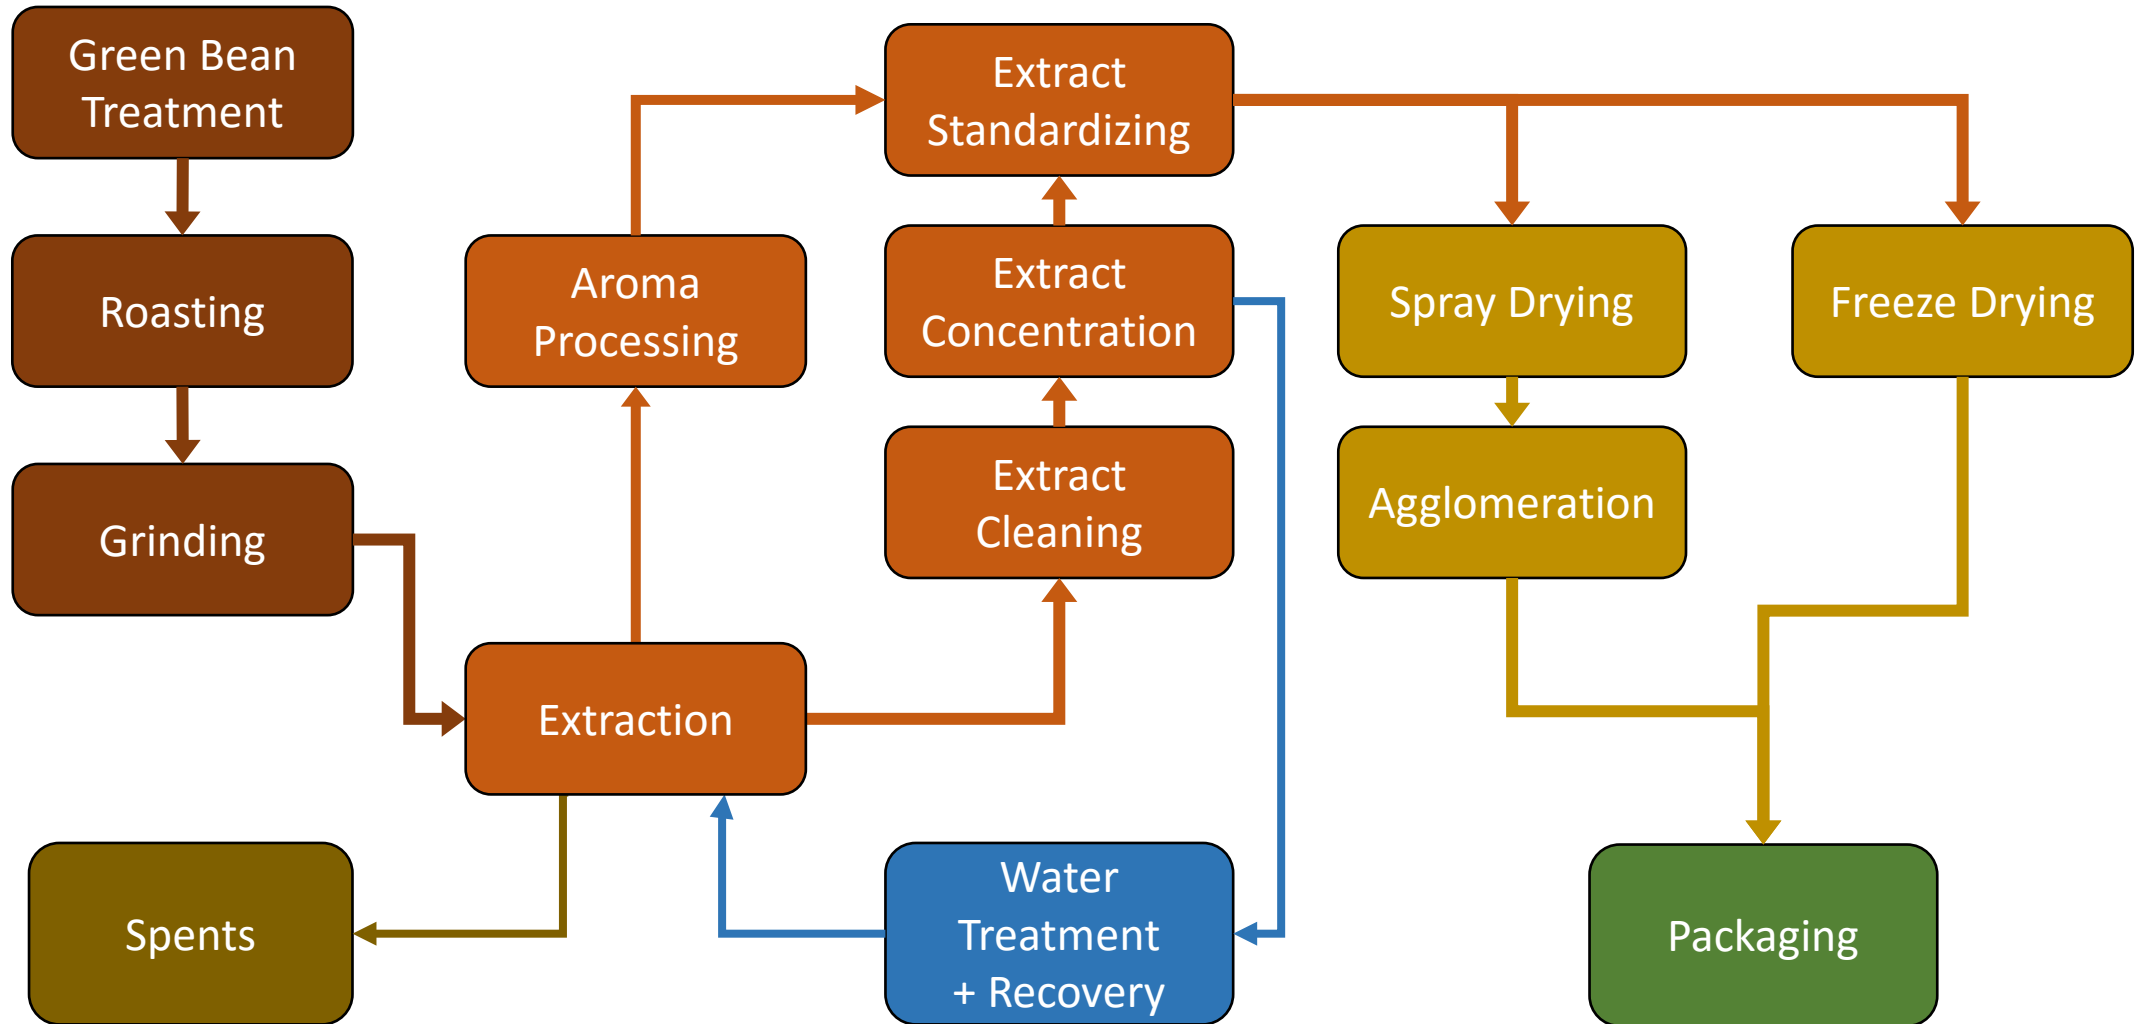 Green Bean
Treatment
Roasting
Grinding
Aroma
Processing
Extraction
Spents
Extract
Standardizing
Extract
Concentration
Extract
Cleaning
Water
Treatment
+ Recovery
Spray Drying
Agglomeration
Freeze Drying
Packaging